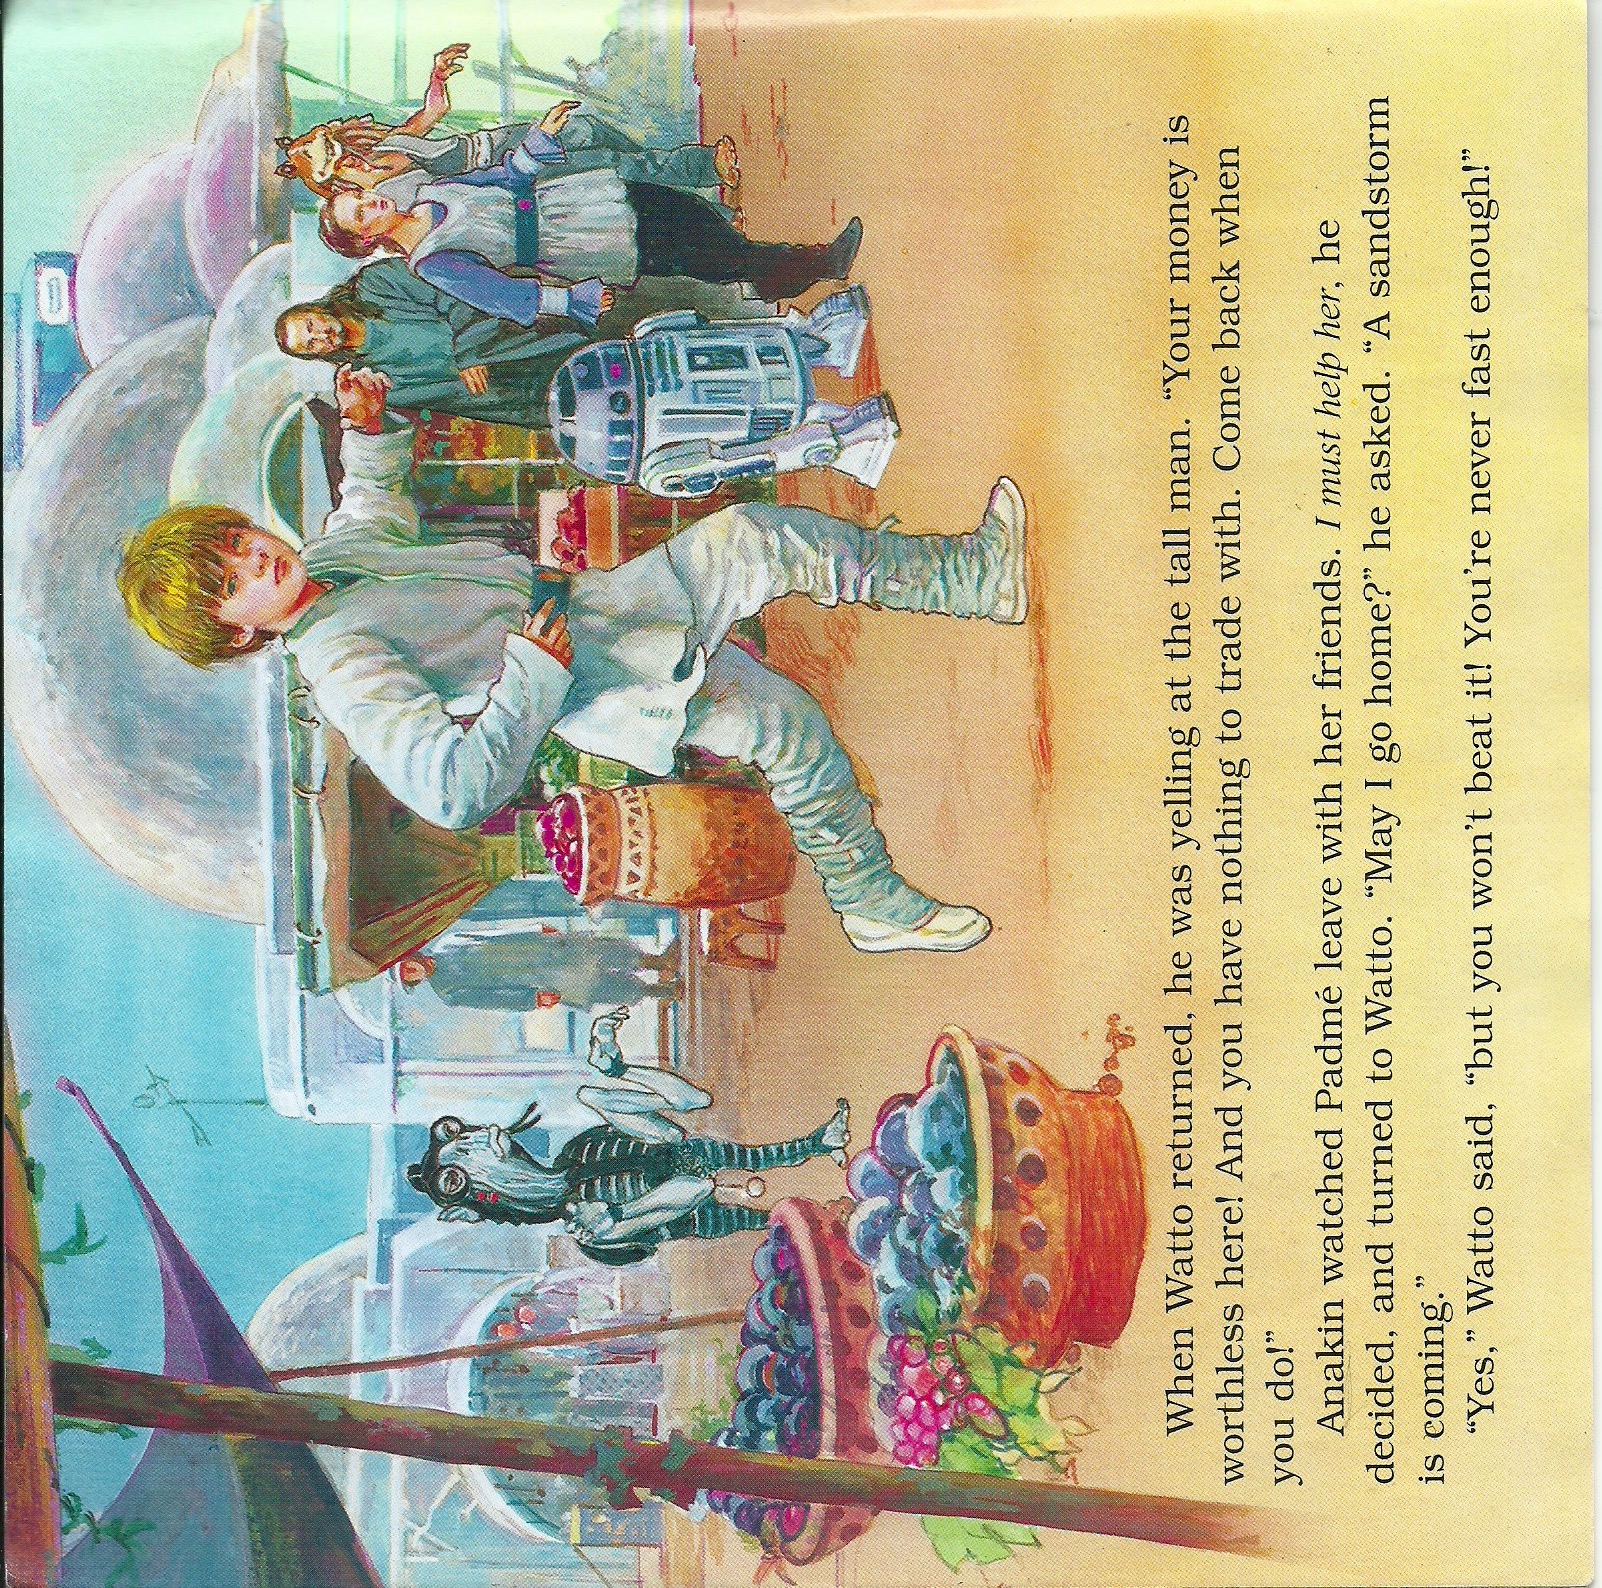 When Watto returned, he was yelling at the tall man. “Your money is
worthless here! And you have nothing to trade with. Come back when
you do!”
Anakin watched Padmé leave with her friends. I must help her, he
decided, and turned to Watto. “May I go home?” he asked. “A sandstorm
is coming.”
“Yes,” Watto said, “but you won’t beat it! You’re never fast enough!”